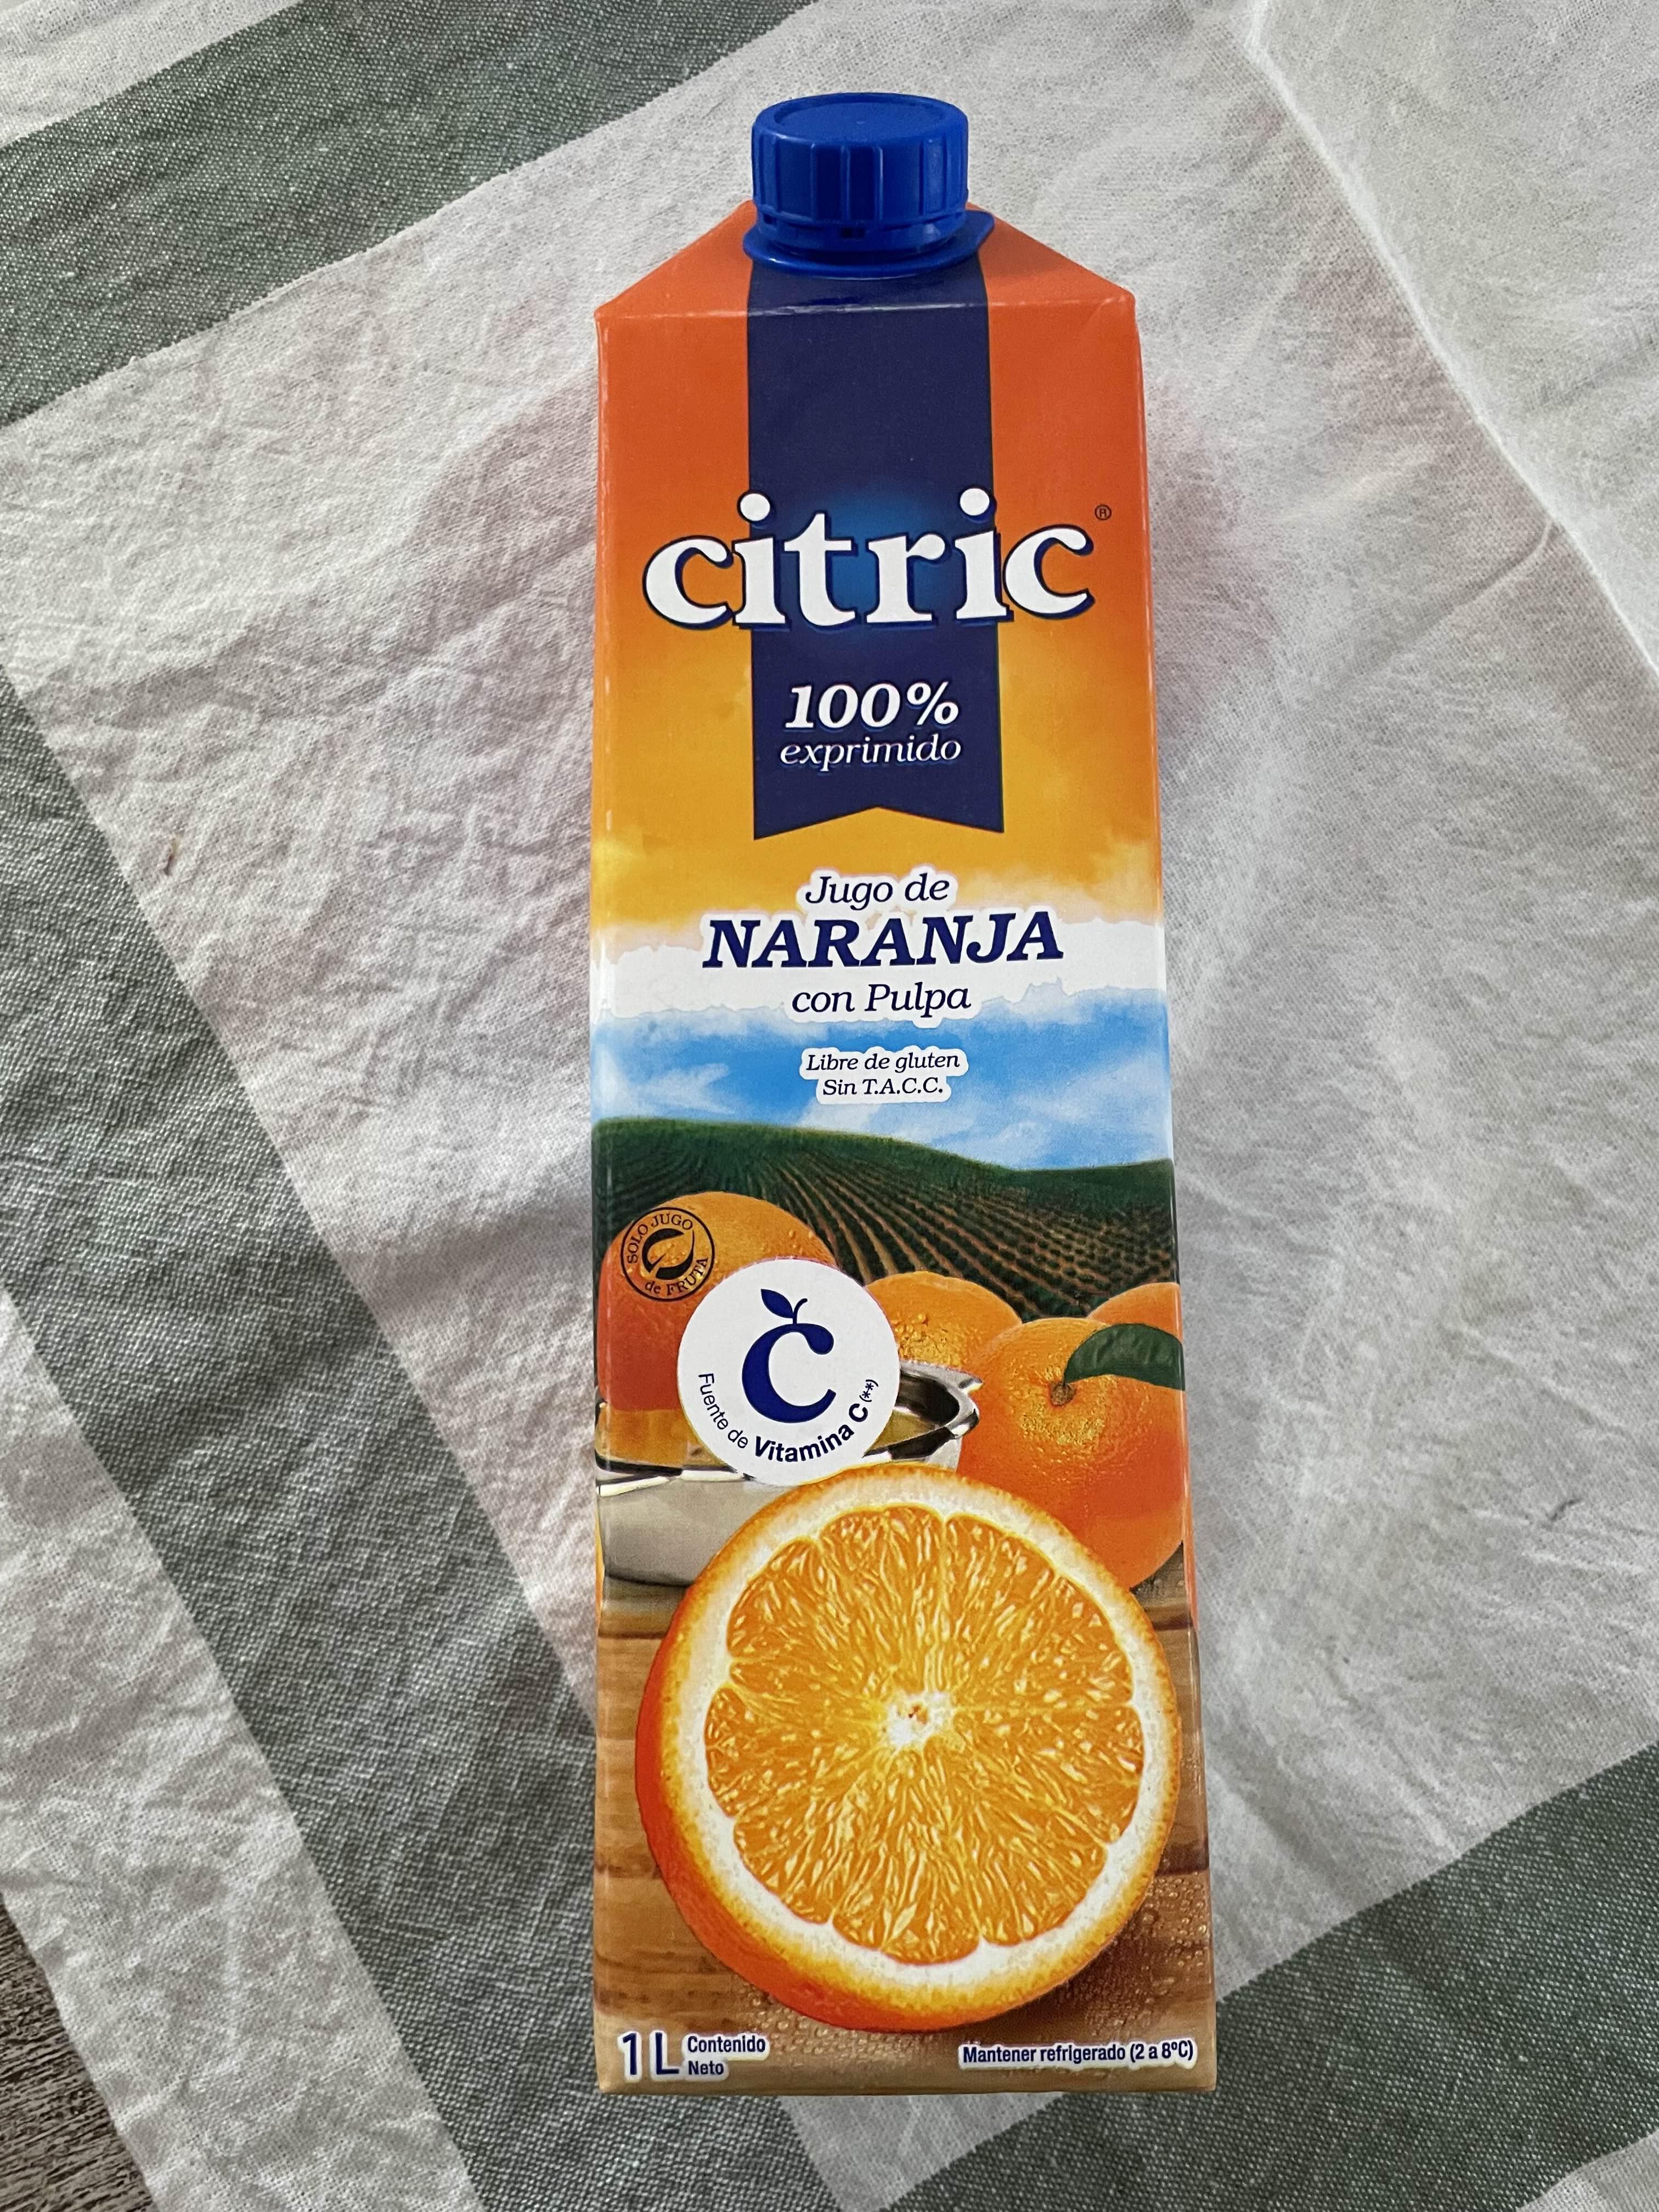 citric®
100%
exprimido
Jugo de
NARANJA
con Pulpa
Libre de gluten
Sin T.A.C.C.
SOLO JUGO
de FRUTA
C
Fuente de Vitamina C(**)
1L Contenido
Neto
Mantener refrigerado (2 a 8ºC)